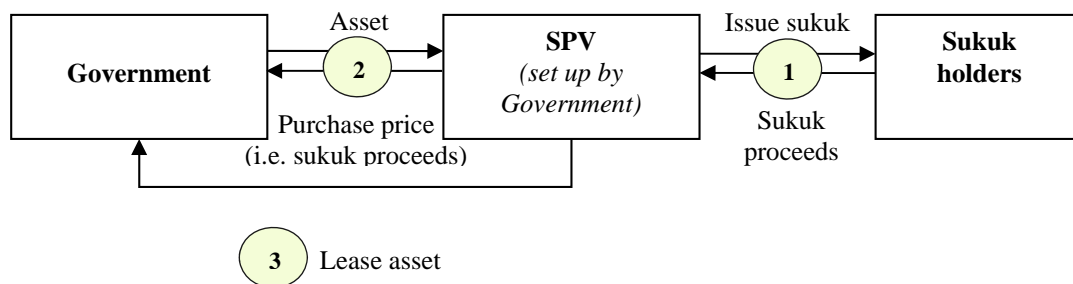 Government
Asset
2
Purchase price
(i.e. sukuk proceeds)
SPV
(set up by
Government)
Issue sukuk
1
Sukuk
proceeds
Sukuk
holders
3 Lease asset